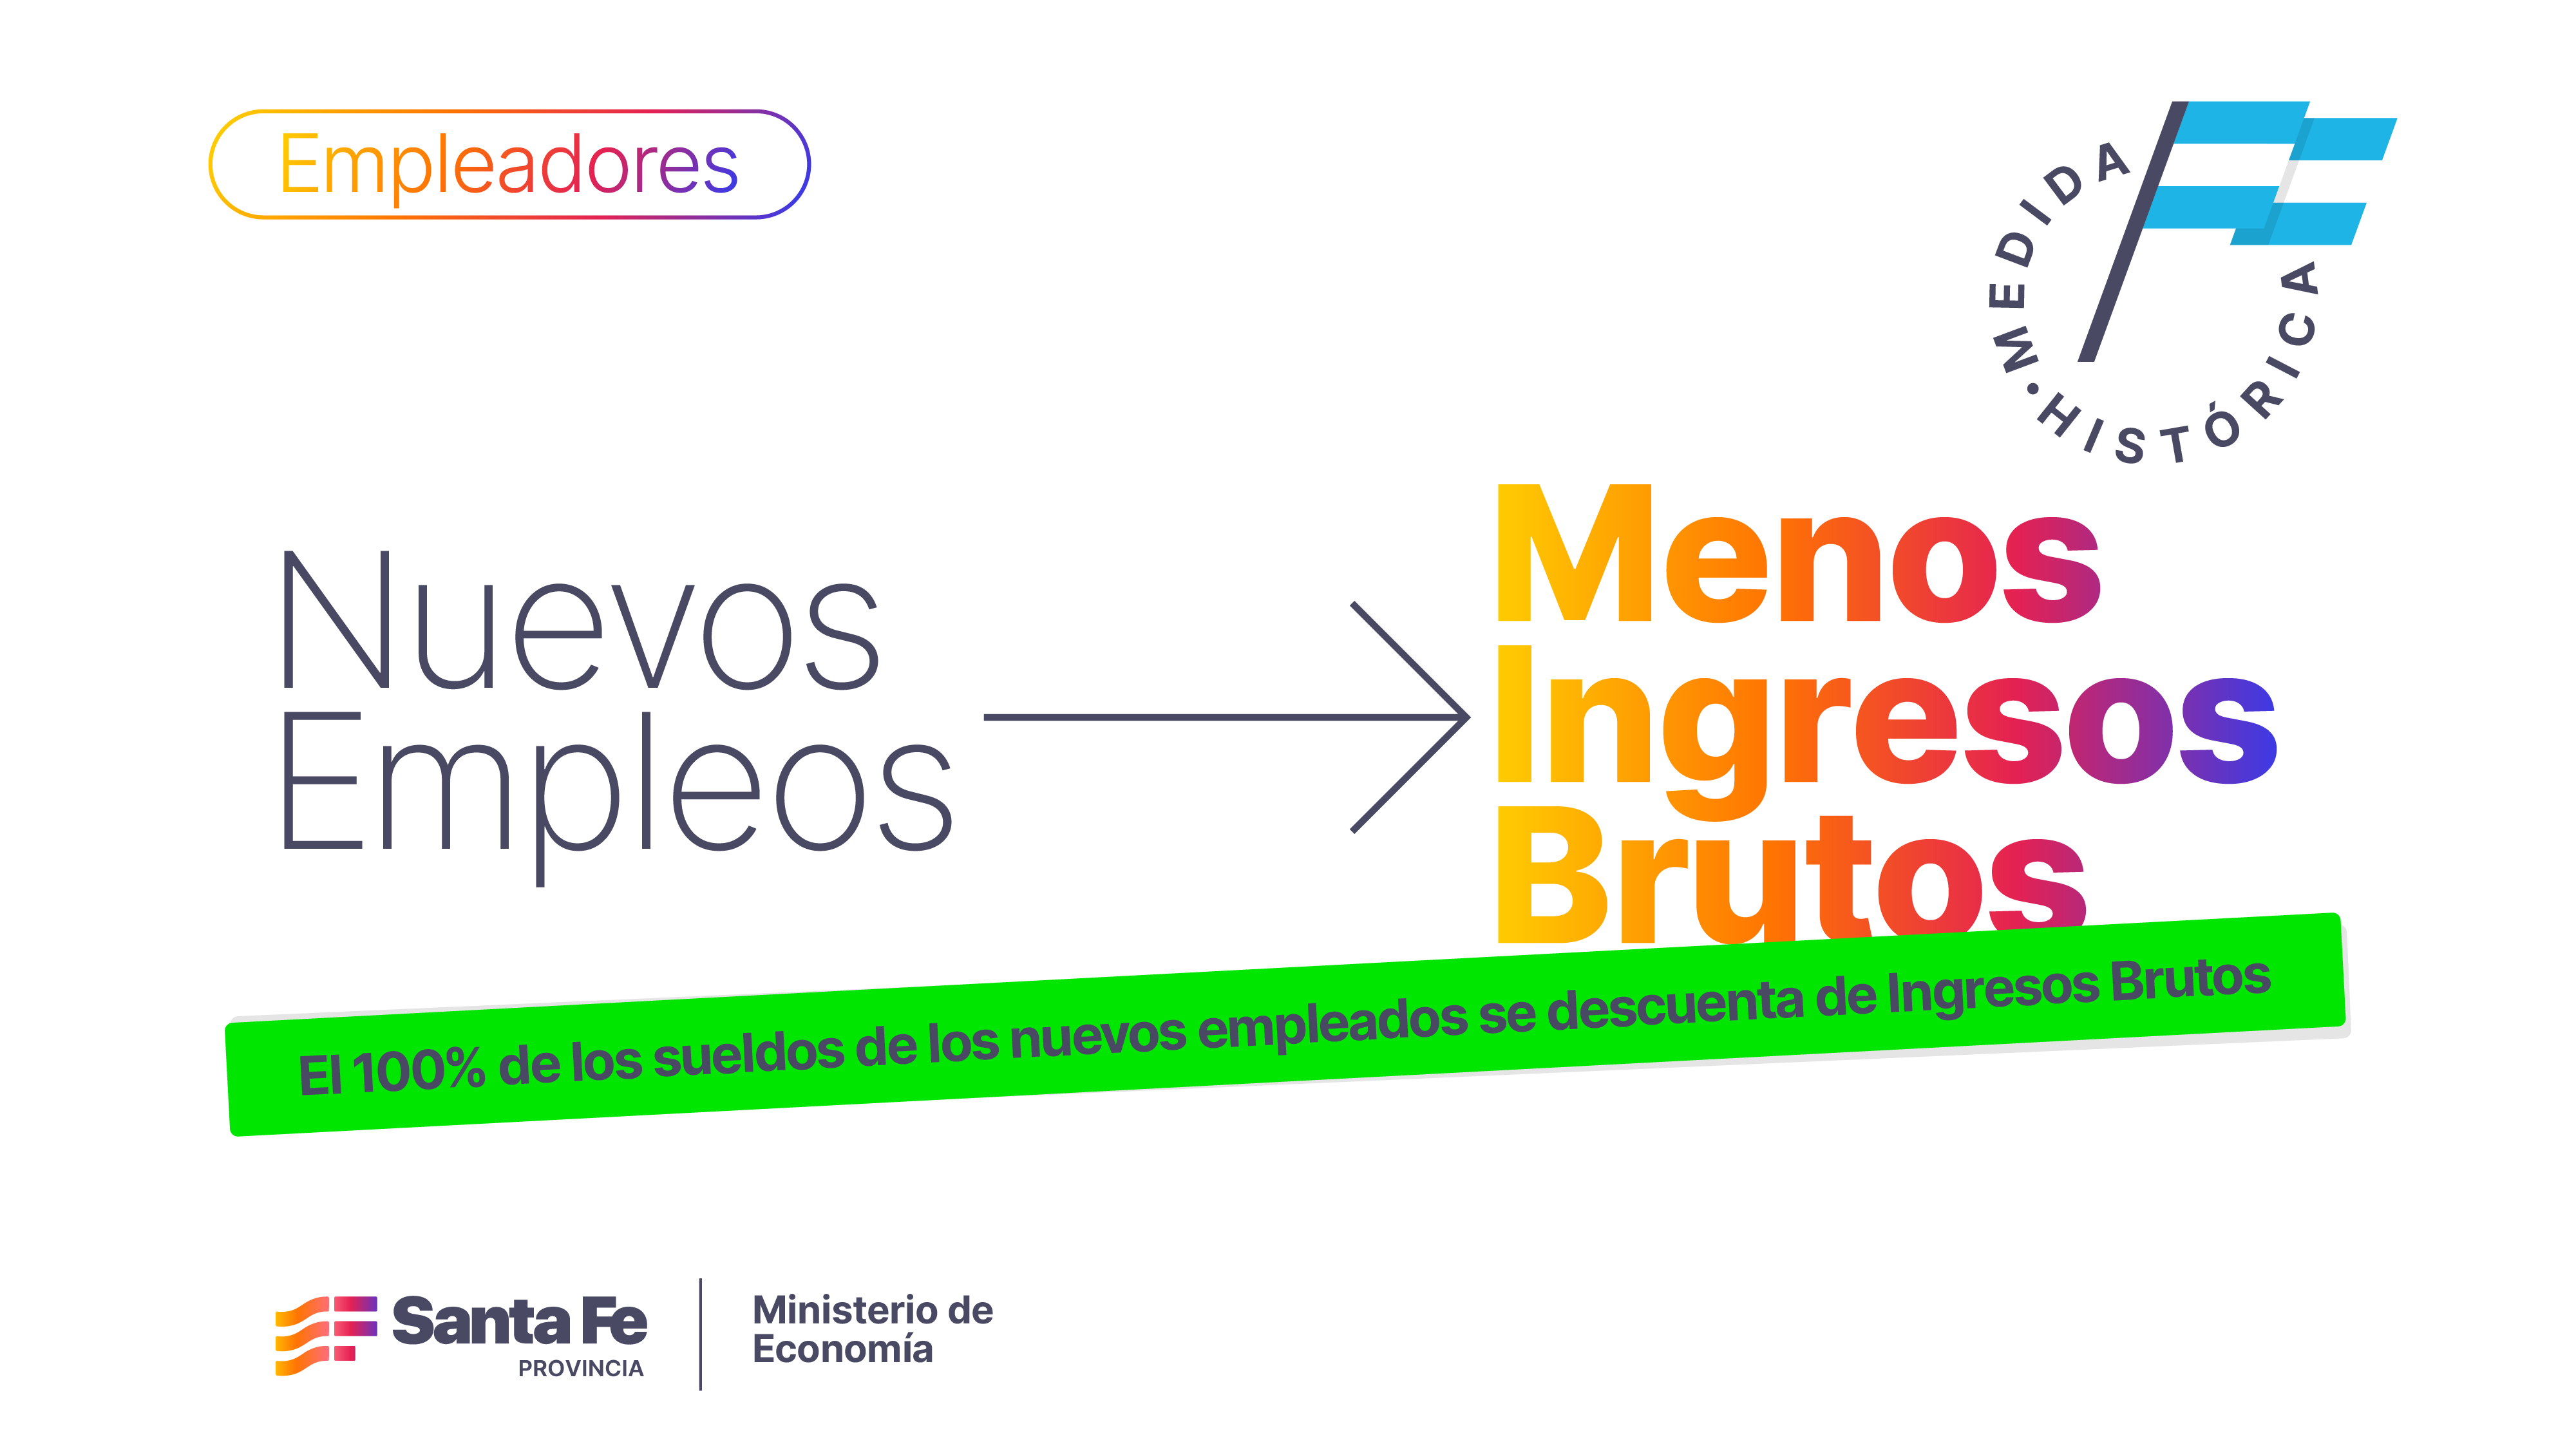 Empleadores
MEDIDA·HISTÓRICA
Nuevos
Empleos
Menos
Ingresos
Brutos
El 100% de los sueldos de los nuevos empleados se descuenta de Ingresos Brutos
Santa Fe
PROVINCIA
Ministerio de
Economía